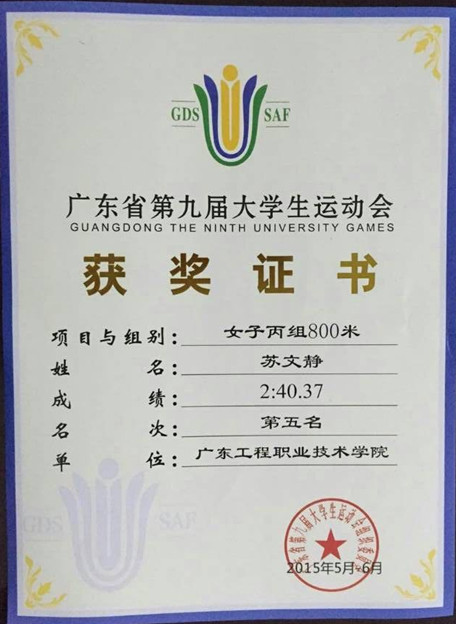 GDS SAF
广东省第九届大学生运动会
GUANGDONG THE NINTH UNIVERSITY GAMES
获奖证书
项目与组别：女子丙组800米
姓名：苏文静
成绩：2:40.37
名次：第五名
单位：广东工程职业技术学院
GDS SAF
2015年5月-6月